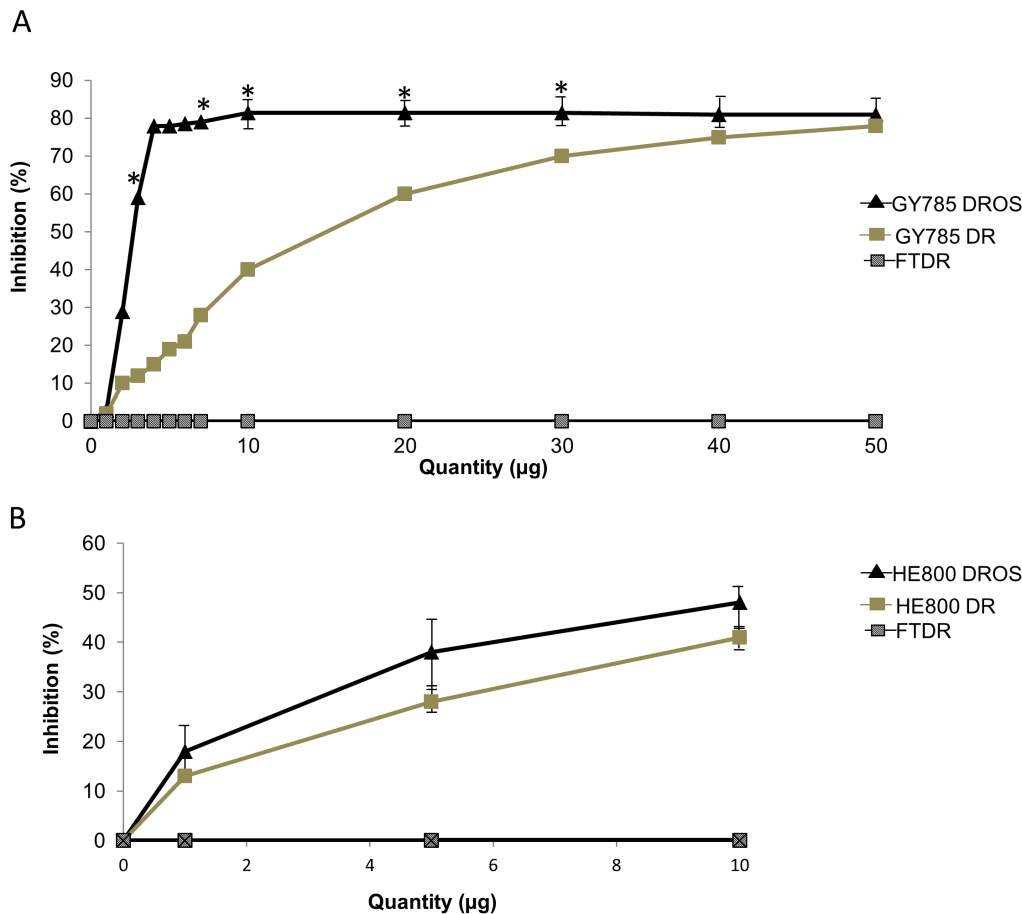 A
90
80
70
60
50
40
30
20
10
0
Inhibition (%)
* * * * *
0 10 20 30 40 50
Quantity (µg)
GY785 DROS
GY785 DR
FTDR
B
60
50
40
30
20
10
0
Inhibition (%)
0 2 4 6 8 10
Quantity (µg)
HE800 DROS
HE800 DR
FTDR